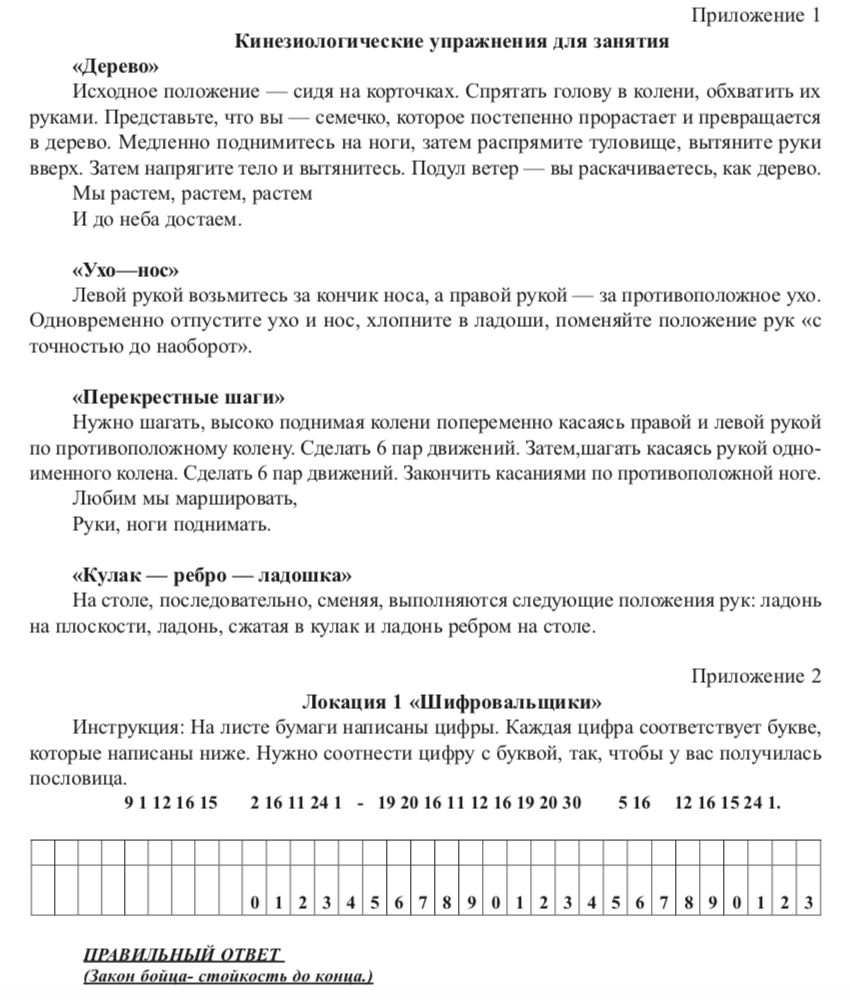 Приложение 1
Кинезиологические упражнения для занятия
«Дерево»
Исходное положение — сидя на корточках. Спрятать голову в колени, обхватить их
руками. Представьте, что вы — семечко, которое постепенно прорастает и превращается
в дерево. Медленно поднимитесь на ноги, затем распрямите туловище, вытяните руки
вверх. Затем напрягите тело и вытянитесь. Подул ветер — вы раскачиваетесь, как дерево.
Мы растем, растем, растем
И до неба достаем.
«Ухо—нос»
Левой рукой возьмитесь за кончик носа, а правой рукой — за противоположное ухо.
Одновременно отпустите ухо и нос, хлопните в ладоши, поменяйте положение рук «с
точностью до наоборот».
«Перекрестные шаги»
Нужно шагать, высоко поднимая колени попеременно касаясь правой и левой рукой
по противоположному колену. Сделать 6 пар движений. Затем,шагать касаясь рукой одно-
именного колена. Сделать 6 пар движений. Закончить касаниями по противоположной ноге.
Любим мы маршировать,
Руки, ноги поднимать.
«Кулак — ребро — ладошка»
На столе, последовательно, сменяя, выполняются следующие положения рук: ладонь
на плоскости, ладонь, сжатая в кулак и ладонь ребром на столе.
Приложение 2
Локация 1 «Шифровальщики»
Инструкция: На листе бумаги написаны цифры. Каждая цифра соответствует букве,
которые написаны ниже. Нужно соотнести цифру с буквой, так, чтобы у вас получилась
пословица.
9 1 12 16 15 2 16 11 24 1 - 19 20 16 11 12 16 19 20 30 5 16 12 16 15 24 1.
0 1 2 3 4 5 6 7 8 9 0 1 2 3 4 5 6 7 8 9 0 1 2 3
ПРАВИЛЬНЫЙ ОТВЕТ
(Закон бойца- стойкость до конца.)